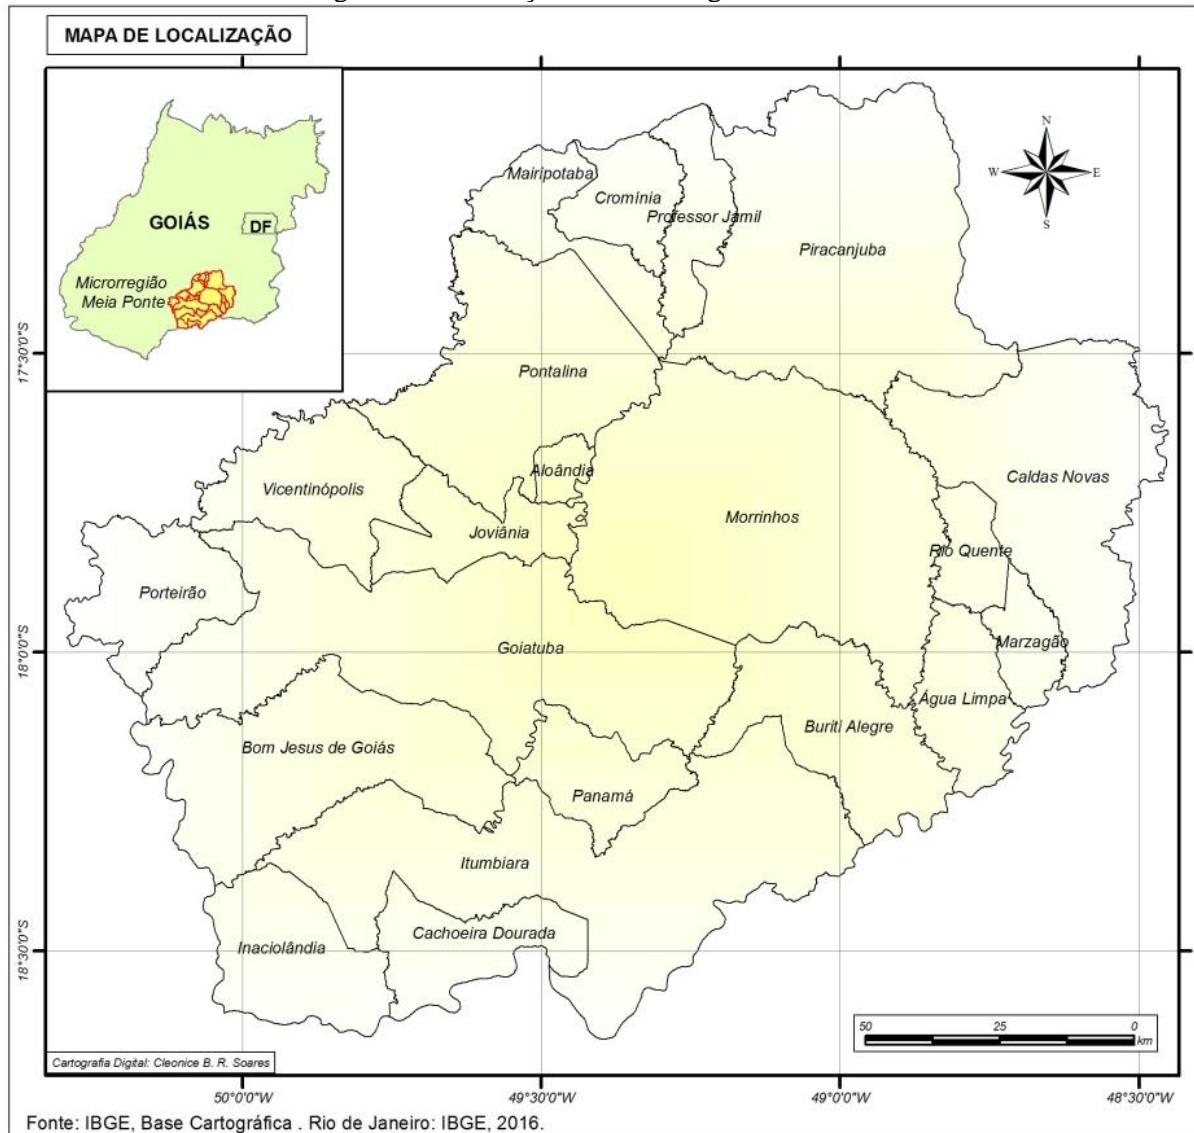 MAPA DE LOCALIZAÇÃO
GOIÁS
DF
Microrregião
Meia Ponte
N
W
E
S
Mairipotaba
Cromínia
Professor Jamil
Piracanjuba
Pontalina
Aloândia
Vicentinópolis
Joviânia
Morrinhos
Caldas Novas
Rio Quente
Porteirão
Goiatuba
Marzagão
Água Limpa
Buriti Alegre
Bom Jesus de Goiás
Panamá
Itumbiara
Cachoeira Dourada
Inaciolândia
17°30'0"S
18°0'0"S
18°30'0"S
50 25 0
km
Cartografia Digital: Cleonice B. R. Soares
50°0'0"W 49°30'0"W 49°0'0"W 48°30'0"W
Fonte: IBGE, Base Cartográfica . Rio de Janeiro: IBGE, 2016.